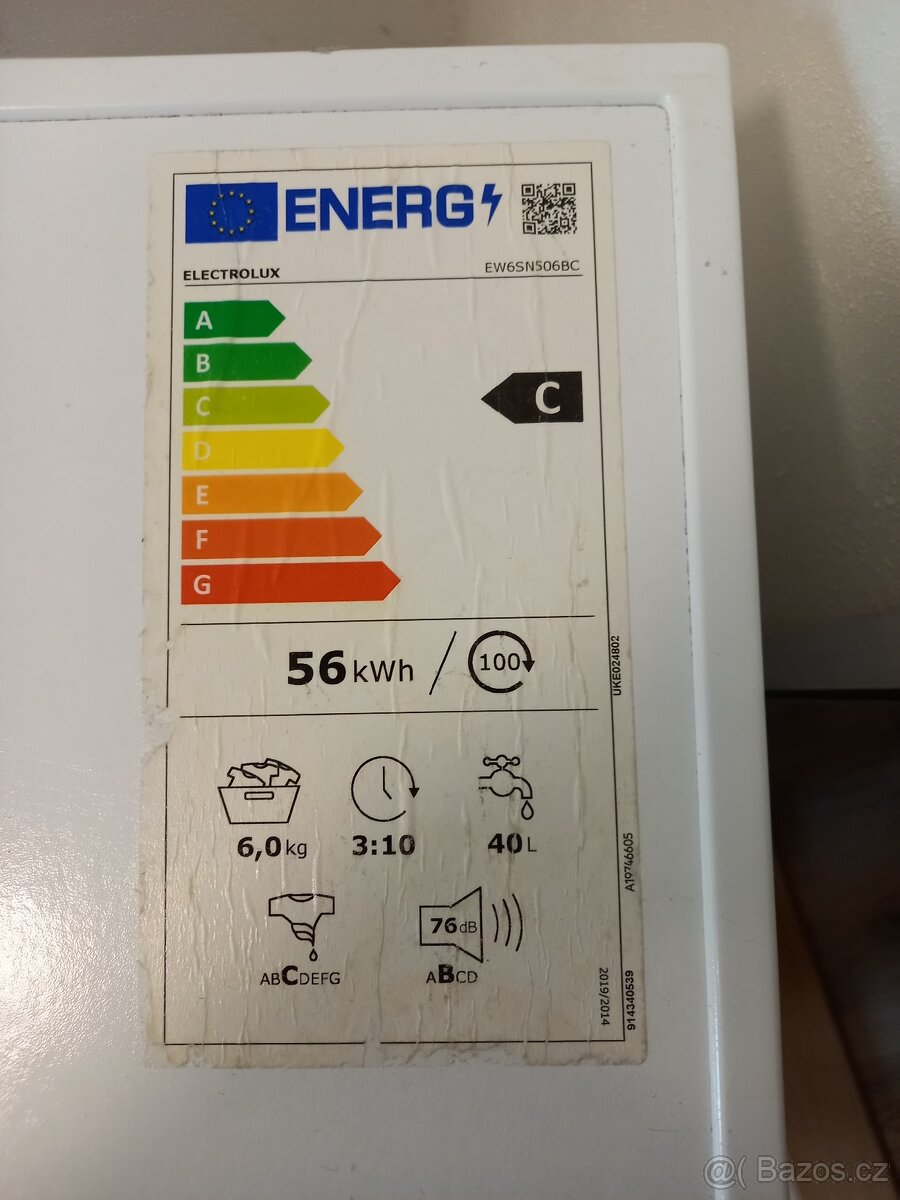 ENERG
ELECTROLUX EW6SN506BC
A
B
C
C
D
E
F
G
56 kWh / 100
6,0 kg 3:10 40 L
ABCDEFG
76 dB
ABCD
UKE024802
A19746605
2019/2014
914340539
@( Bazos.cz